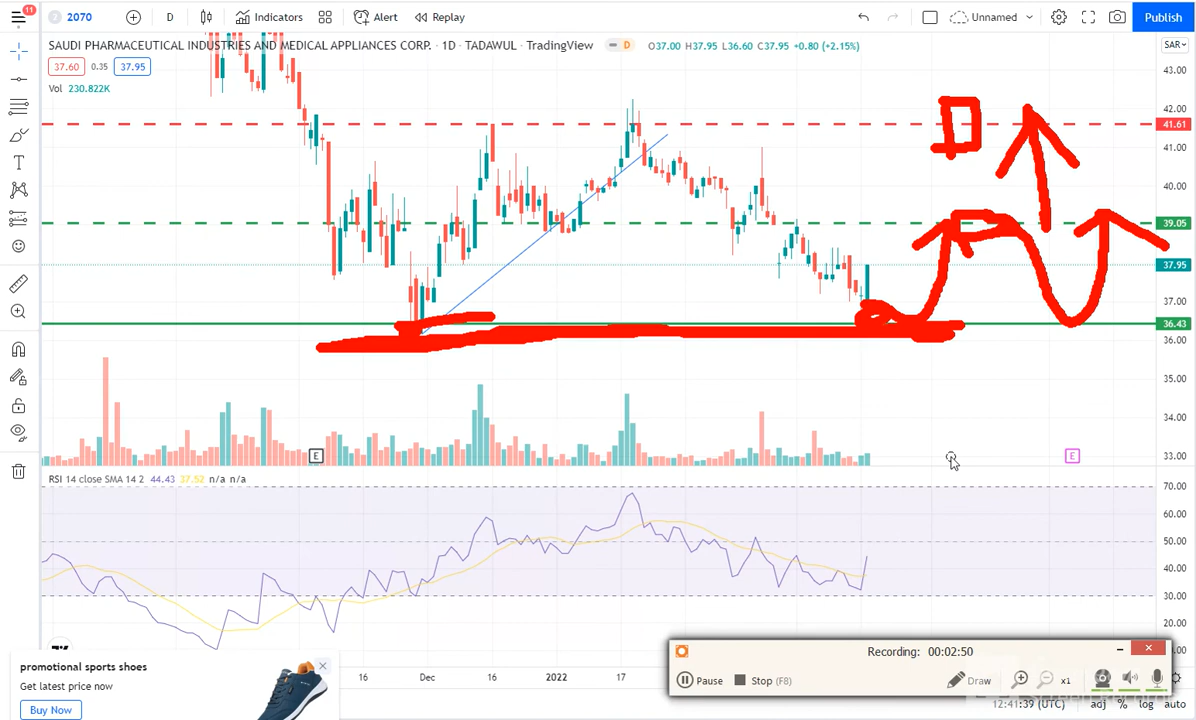 11
2070
D
Indicators
Alert
Replay
Unnamed
Publish
SAUDI PHARMACEUTICAL INDUSTRIES AND MEDICAL APPLIANCES CORP. · 1D · TADAWUL · TradingView
D
O37.00 H37.95 L36.60 C37.95 +0.80 (+2.15%)
SAR
37.60
0.35
37.95
Vol 230.822K
43.00
42.00
41.61
41.00
40.00
39.05
37.95
37.00
36.43
36.00
35.00
34.00
33.00
E
E
RSI 14 close SMA 14 2 44.43 37.52 n/a n/a
70.00
60.00
50.00
40.00
30.00
20.00
promotional sports shoes
Get latest promo now
Buy Now
16
Dec
16
2022
17
Recording: 00:02:50
Pause
Stop (F8)
Draw
x1
12:41:39 (UTC)
adj
%
log
auto